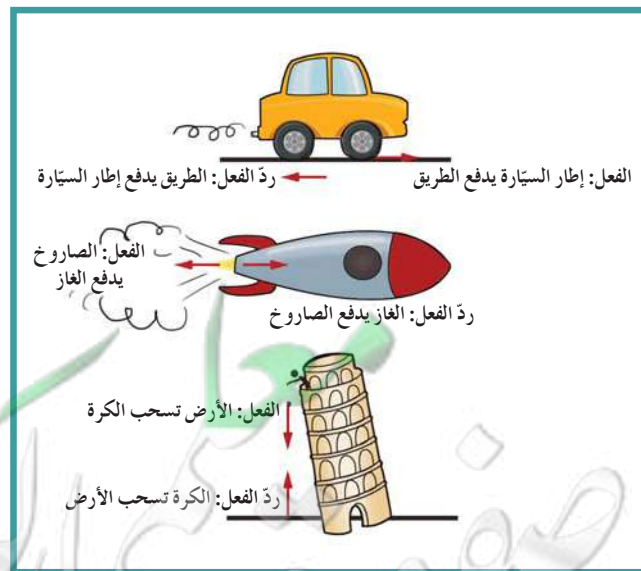 الفعل: إطار السيّارة يدفع الطريق
ردّ الفعل: الطريق يدفع إطار السيّارة
الفعل: الصاروخ
يدفع الغاز
ردّ الفعل: الغاز يدفع الصاروخ
الفعل: الأرض تسحب الكرة
ردّ الفعل: الكرة تسحب الأرض